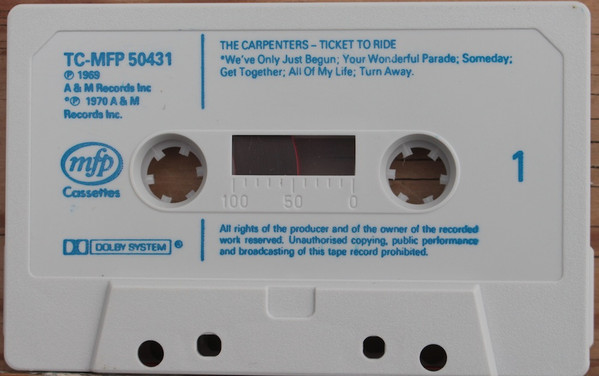 TC-MFP 50431
℗ 1969
A & M Records Inc
*℗ 1970 A & M
Records Inc.
THE CARPENTERS – TICKET TO RIDE
*We've Only Just Begun; Your Wonderful Parade; Someday;
Get Together; All Of My Life; Turn Away.
mfp
Cassettes
100 50 0
1
DOLBY SYSTEM ®
All rights of the producer and of the owner of the recorded
work reserved. Unauthorised copying, public performance
and broadcasting of this tape record prohibited.